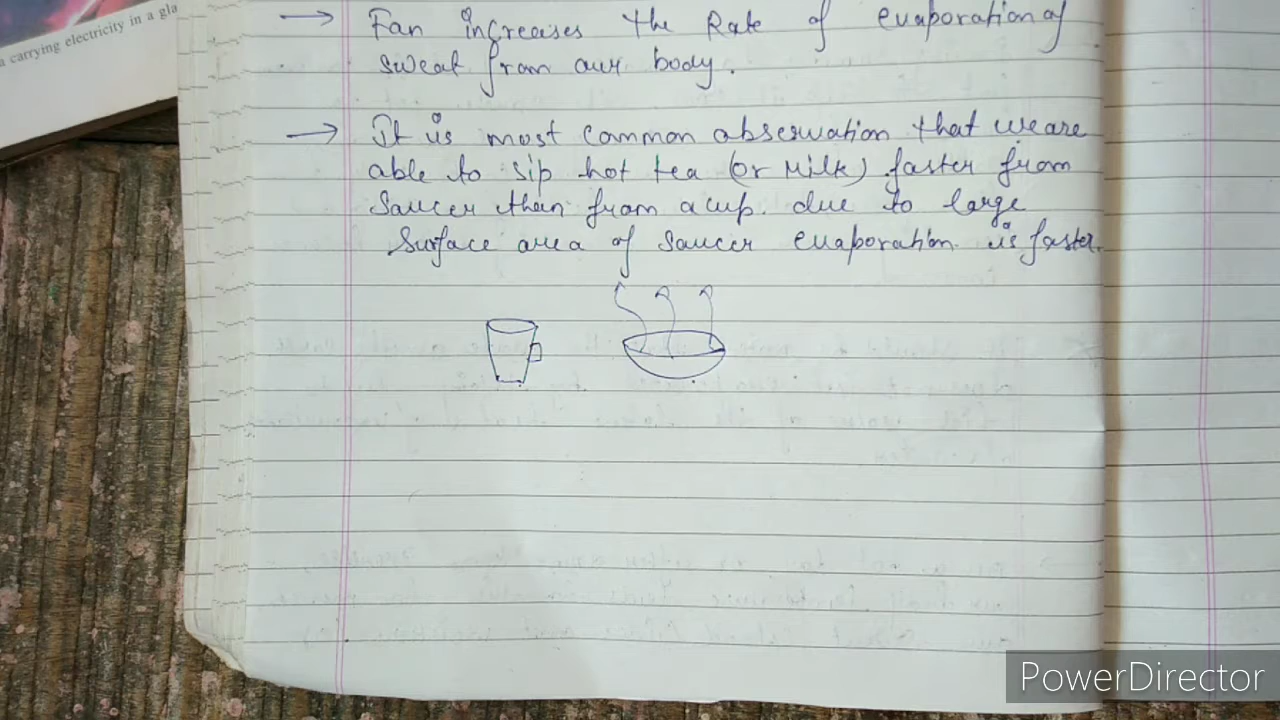 a carrying electricity in a gla
→ Fan increases the Rate of evaporation of
sweat from our body.
→ It is most common observation that we are
able to sip hot tea (or Milk) faster from
Saucer than from a cup. due to large
surface area of saucer evaporation is faster.
PowerDirector